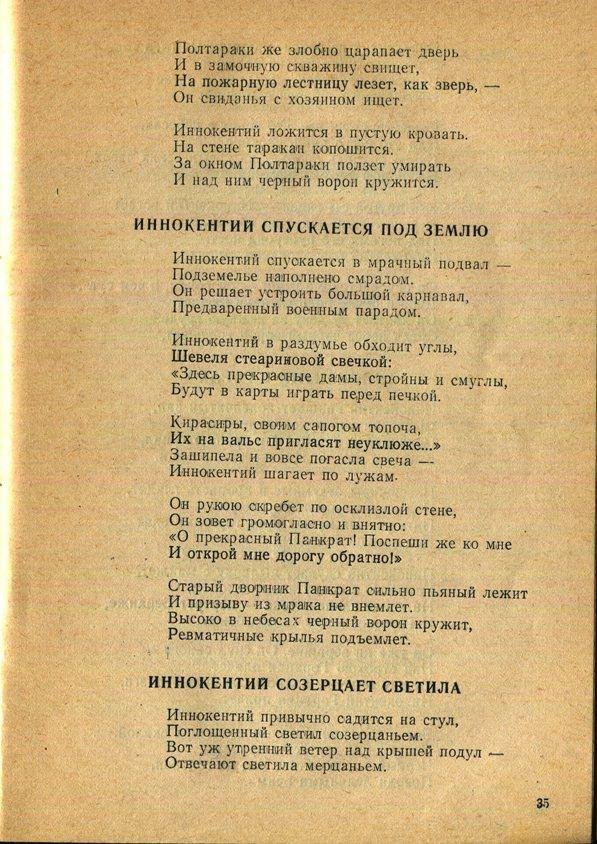 Полтараки же злобно царапает дверь
И в замочную скважину свищет,
На пожарную лестницу лезет, как зверь, —
Он свиданья с хозяином ищет.
Иннокентий ложится в пустую кровать.
На стене таракан копошится.
За окном Полтараки ползет умирать
И над ним черный ворон кружится.
ИННОКЕНТИЙ СПУСКАЕТСЯ ПОД ЗЕМЛЮ
Иннокентий спускается в мрачный подвал —
Подземелье наполнено смрадом.
Он решает устроить большой карнавал,
Предваренный военным парадом.
Иннокентий в раздумье обходит углы,
Шевеля стеариновой свечкой:
«Здесь прекрасные дамы, стройны и смуглы,
Будут в карты играть перед печкой.
Кирасиры, своим сапогом топоча,
Их на вальс пригласят неуклюже...»
Зашипела и вовсе погасла свеча —
Иннокентий шагает по лужам.
Он рукою скребет по осклизлой стене,
Он зовет громогласно и внятно:
«О прекрасный Панкрат! Поспеши же ко мне
И открой мне дорогу обратно!»
Старый дворник Панкрат сильно пьяный лежит
И призыву из мрака не внемлет.
Высоко в небесах черный ворон кружит,
Ревматичные крылья подъемлет.
ИННОКЕНТИЙ СОЗЕРЦАЕТ СВЕТИЛА
Иннокентий привычно садится на стул,
Поглощенный светил созерцаньем.
Вот уж утренний ветер над крышей подул —
Отвечают светила мерцаньем.
35